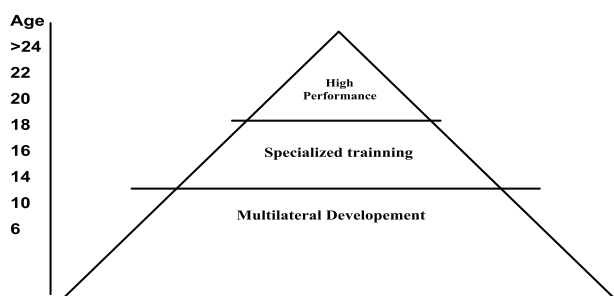 Age
>24
22
20
18
16
14
10
6
High
Performance
Specialized trainning
Multilateral Developement